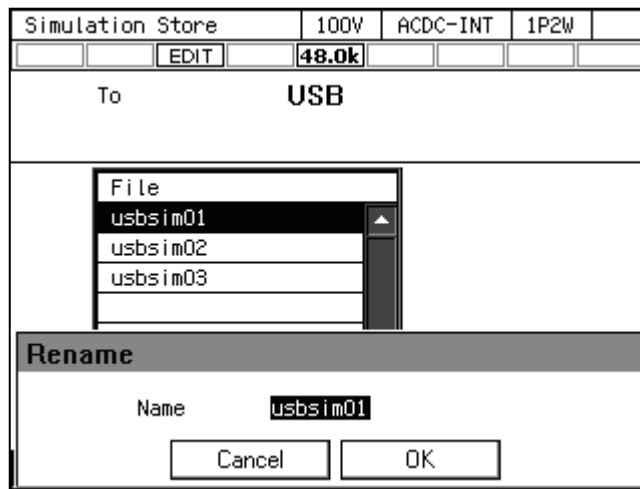 Simulation Store 100V ACDC-INT 1P2W
EDIT 48.0k
To USB
File
usbsim01
usbsim02
usbsim03
Rename
Name usbsim01
Cancel OK